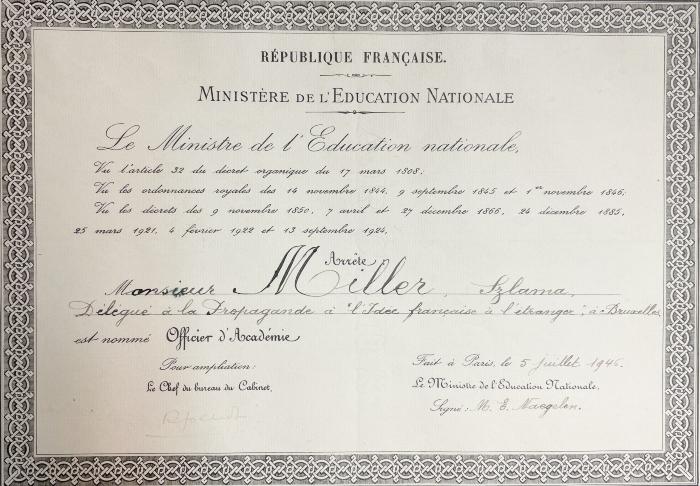 RÉPUBLIQUE FRANÇAISE.
MINISTÈRE DE L'EDUCATION NATIONALE
Le Ministre de l'Education nationale,
Vu l'article 32 du décret organique du 17 mars 1808;
Vu les ordonnances royales des 14 novembre 1844, 9 septembre 1845 et 1er novembre 1846;
Vu les décrets des 9 novembre 1850, 7 avril et 27 décembre 1866, 24 décembre 1885,
25 mars 1921, 4 février 1922 et 13 septembre 1924,
Arrête
Monsieur Miller, Szlama,
Délégué à la Propagande à "l'Idée française à l'étranger", à Bruxelles,
est nommé Officier d'Académie
Pour ampliation:
Le Chef du bureau du Cabinet,
Fait à Paris, le 5 juillet 1946.
Le Ministre de l'Education Nationale.
Signé: M. E. Naegelen.